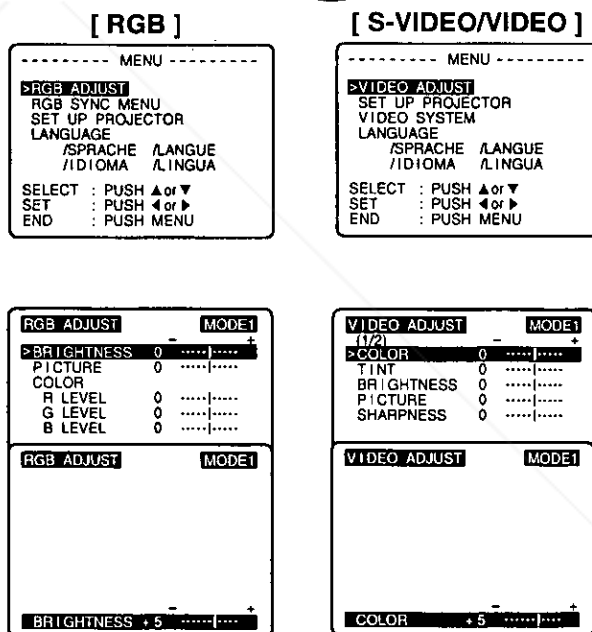 [ RGB ]
--------- MENU ---------
>RGB ADJUST
RGB SYNC MENU
SET UP PROJECTOR
LANGUAGE
/SPRACHE /LANGUE
/IDIOMA /LINGUA
SELECT : PUSH ▲ or ▼
SET : PUSH ◀ or ▶
END : PUSH MENU
[ S-VIDEO/VIDEO ]
--------- MENU ---------
>VIDEO ADJUST
SET UP PROJECTOR
VIDEO SYSTEM
LANGUAGE
/SPRACHE /LANGUE
/IDIOMA /LINGUA
SELECT : PUSH ▲ or ▼
SET : PUSH ◀ or ▶
END : PUSH MENU
RGB ADJUST MODE1
- +
>BRIGHTNESS 0 -----|-----
PICTURE 0 -----|-----
COLOR
R LEVEL 0 -----|-----
G LEVEL 0 -----|-----
B LEVEL 0 -----|-----
RGB ADJUST MODE1
- +
BRIGHTNESS + 5 ------|----
VIDEO ADJUST MODE1
(1/2) - +
>COLOR 0 -----|-----
TINT 0 -----|-----
BRIGHTNESS 0 -----|-----
PICTURE 0 -----|-----
SHARPNESS 0 -----|-----
VIDEO ADJUST MODE1
- +
COLOR + 5 ------|----